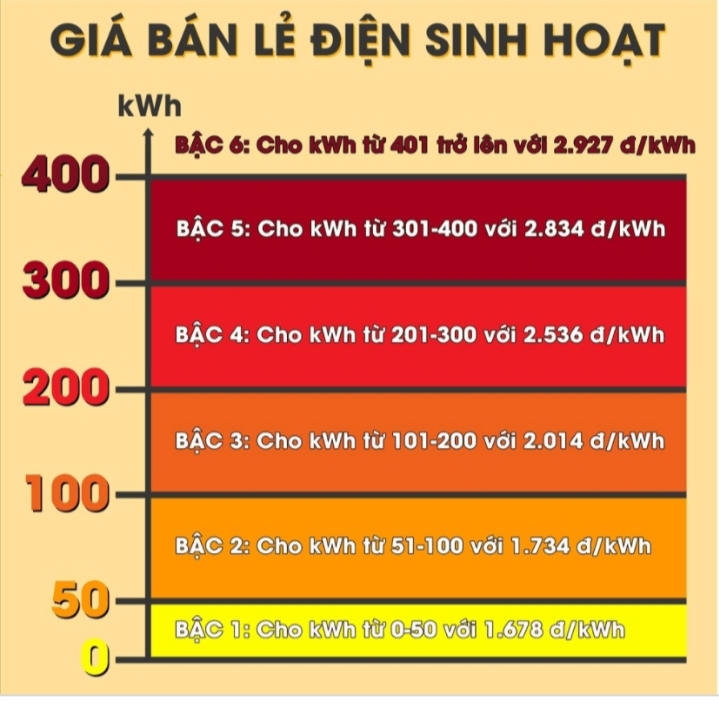 GIÁ BÁN LẺ ĐIỆN SINH HOẠT
kWh
BẬC 6: Cho kWh từ 401 trở lên với 2.927 đ/kWh
400
BẬC 5: Cho kWh từ 301-400 với 2.834 đ/kWh
300
BẬC 4: Cho kWh từ 201-300 với 2.536 đ/kWh
200
BẬC 3: Cho kWh từ 101-200 với 2.014 đ/kWh
100
BẬC 2: Cho kWh từ 51-100 với 1.734 đ/kWh
50
BẬC 1: Cho kWh từ 0-50 với 1.678 đ/kWh
0